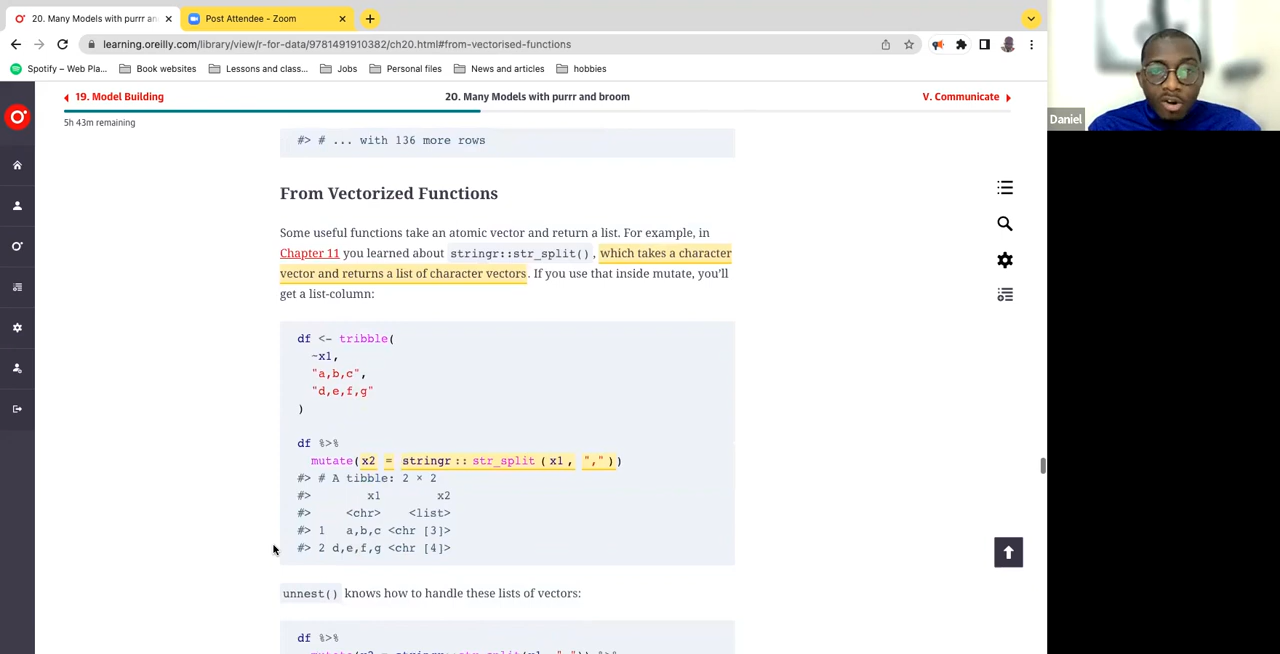 20. Many Models with purrr an
Post Attendee - Zoom
learning.oreilly.com/library/view/r-for-data/9781491910382/ch20.html#from-vectorised-functions
Spotify – Web Pla...
Book websites
Lessons and class...
Jobs
Personal files
News and articles
hobbies
19. Model Building
20. Many Models with purrr and broom
V. Communicate
5h 43m remaining
#> # ... with 136 more rows
From Vectorized Functions
Some useful functions take an atomic vector and return a list. For example, in
Chapter 11 you learned about stringr::str_split(), which takes a character
vector and returns a list of character vectors. If you use that inside mutate, you’ll
get a list-column:
df <- tribble(
~x1,
"a,b,c",
"d,e,f,g"
)
df %>%
mutate(x2 = stringr::str_split(x1, ","))
#> # A tibble: 2 × 2
#> x1 x2
#> <chr> <list>
#> 1 a,b,c <chr [3]>
#> 2 d,e,f,g <chr [4]>
unnest() knows how to handle these lists of vectors:
df %>%
Daniel